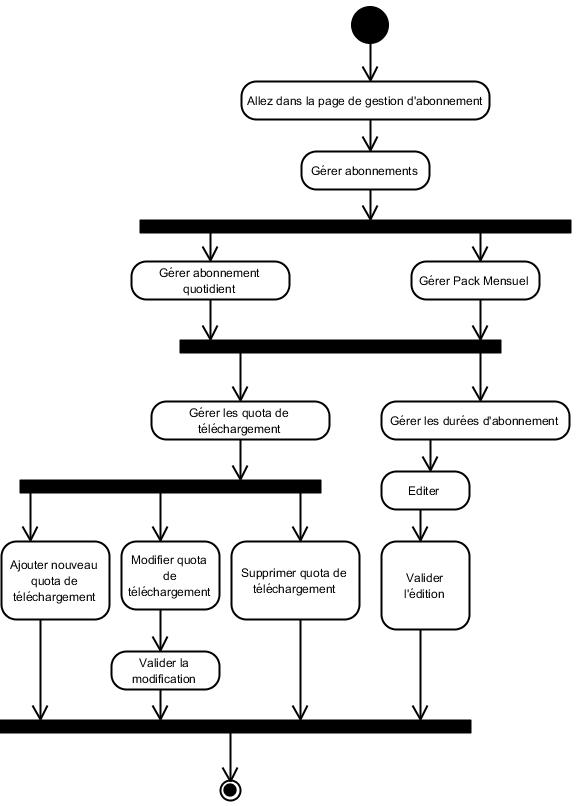 Allez dans la page de gestion d'abonnement
Gérer abonnements
Gérer abonnement
quotidient
Gérer Pack Mensuel
Gérer les quota de
téléchargement
Gérer les durées d'abonnement
Editer
Ajouter nouveau
quota de
téléchargement
Modifier quota
de
téléchargement
Supprimer quota de
téléchargement
Valider
l'édition
Valider la
modification